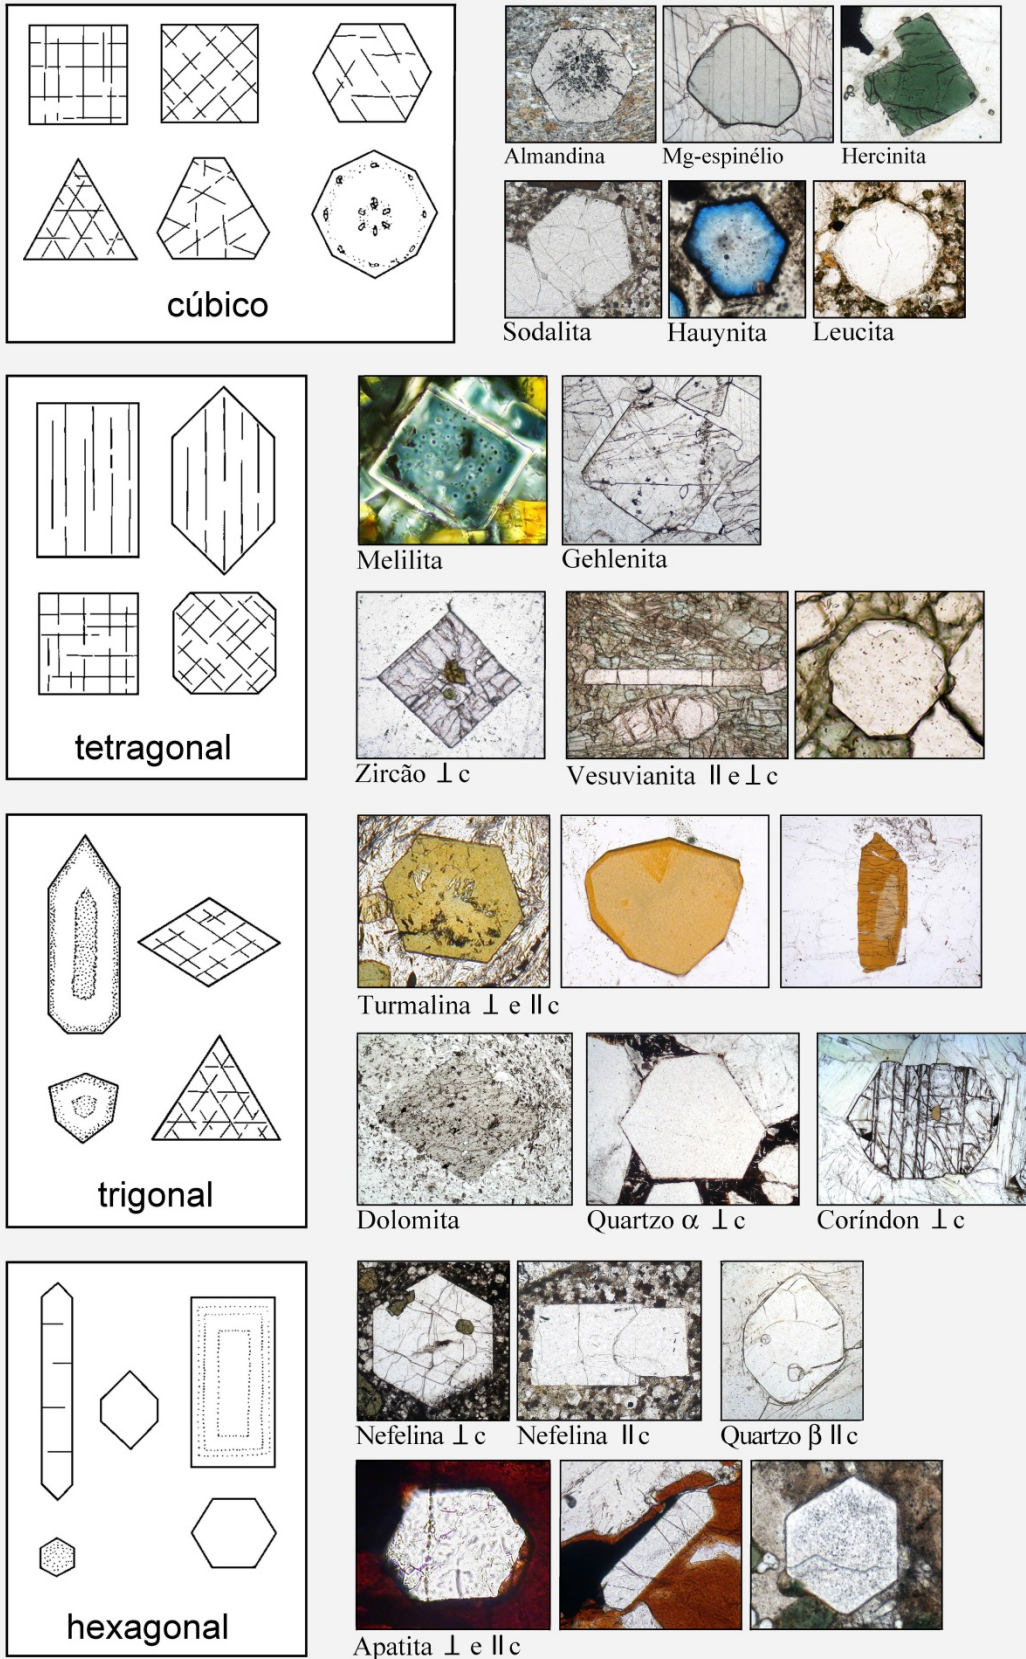 cúbico
Almandina
Mg-espinélio
Hercinita
Sodalita
Hauynita
Leucita
tetragonal
Melilita
Gehlenita
Zircão ⊥ c
Vesuvianita || e ⊥ c
trigonal
Turmalina ⊥ e || c
Dolomita
Quartzo α ⊥ c
Coríndon ⊥ c
hexagonal
Nefelina ⊥ c
Nefelina || c
Quartzo β || c
Apatita ⊥ e || c